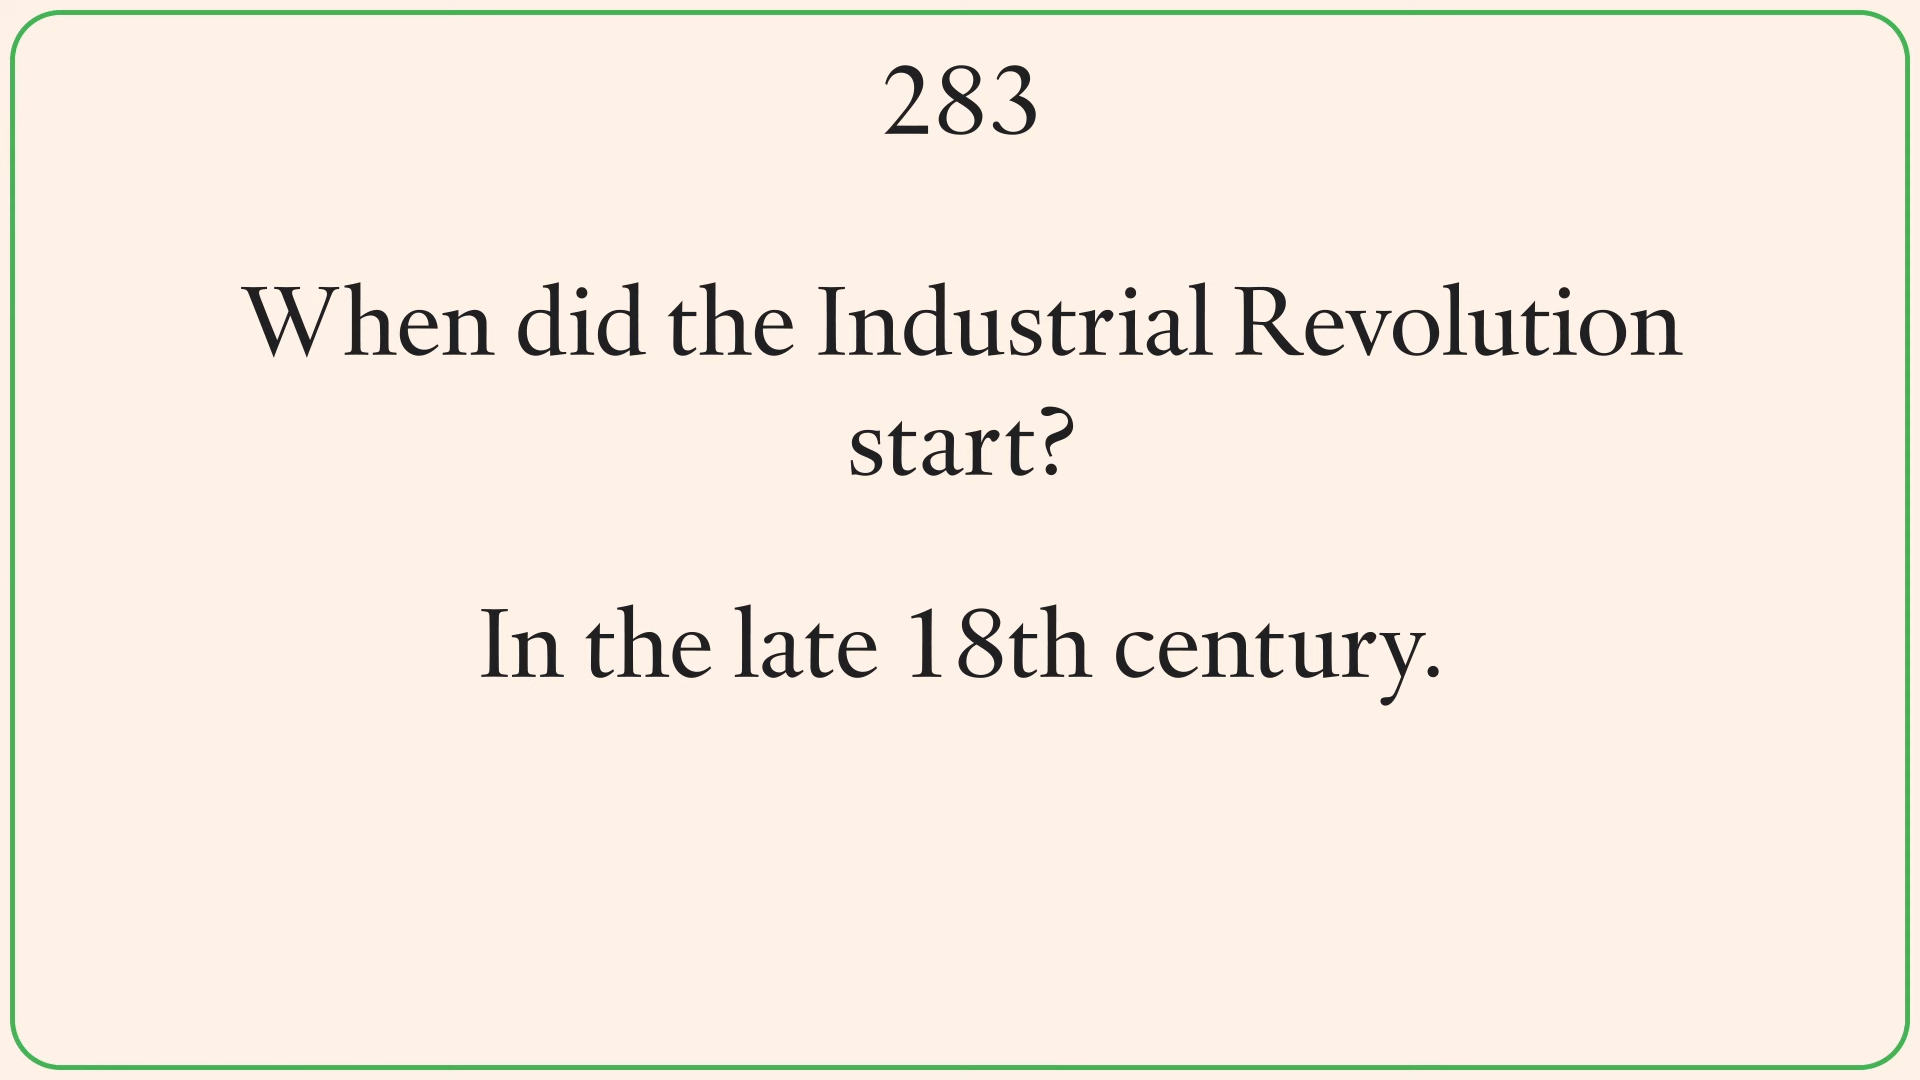 283
When did the Industrial Revolution
start?
In the late 18th century.